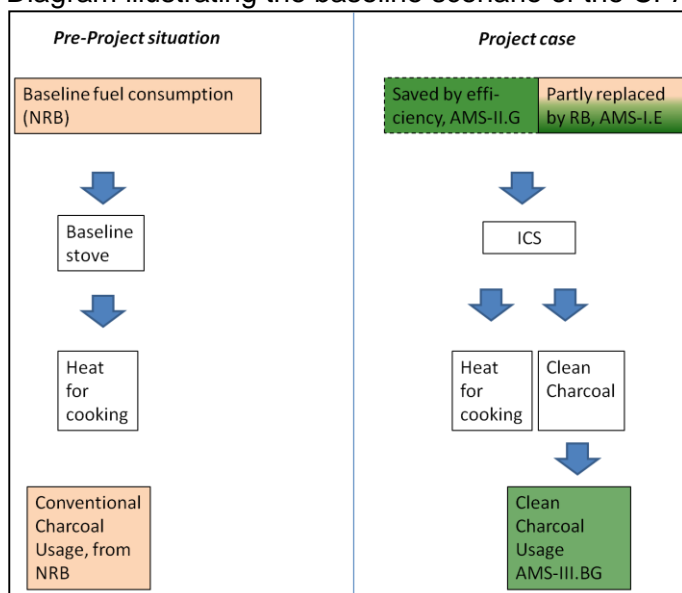 Diagram illustrating the baseline scenario of the
Pre-Project situation
Baseline fuel consumption
(NRB)
Baseline
stove
Heat
for
cooking
Conventional
Charcoal
Usage, from
NRB
Project case
Saved by effi-
ciency, AMS-II.G
Partly replaced
by RB, AMS-I.E
ICS
Heat
for
cooking
Clean
Charcoal
Clean
Charcoal
Usage
AMS-III.BG